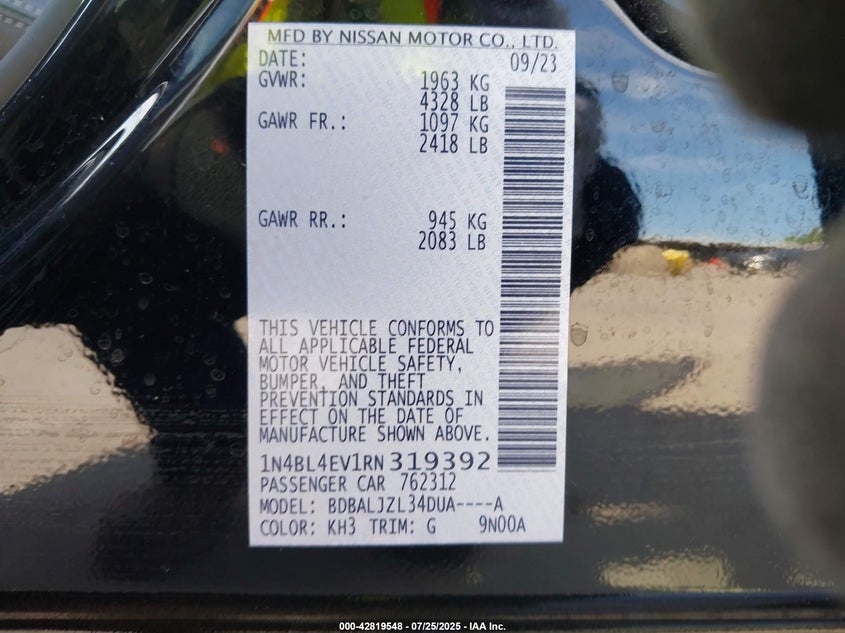 MFD BY NISSAN MOTOR CO., LTD.
DATE: 09/23
GVWR: 1963 KG
4328 LB
GAWR FR.: 1097 KG
2418 LB
GAWR RR.: 945 KG
2083 LB
THIS VEHICLE CONFORMS TO
ALL APPLICABLE FEDERAL
MOTOR VEHICLE SAFETY,
BUMPER, AND THEFT
PREVENTION STANDARDS IN
EFFECT ON THE DATE OF
MANUFACTURE SHOWN ABOVE.
1N4BL4EV1RN319392
PASSENGER CAR 762312
MODEL: BDBALJZL34DUA----A
COLOR: KH3 TRIM: G 9N00A
000-42819548 - 07/25/2025 - IAA Inc.